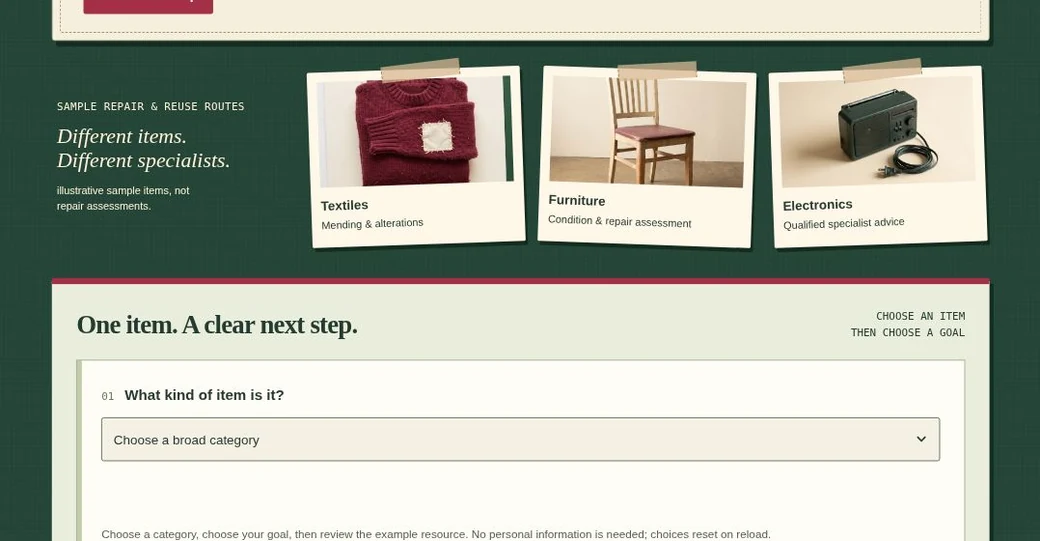 SAMPLE REPAIR & REUSE ROUTES
Different items.
Different specialists.
illustrative sample items, not
repair assessments.
Textiles
Mending & alterations
Furniture
Condition & repair assessment
Electronics
Qualified specialist advice
One item. A clear next step.
CHOOSE AN ITEM
THEN CHOOSE A GOAL
01 What kind of item is it?
Choose a broad category
Choose a category, choose your goal, then review the example resource. No personal information is needed; choices reset on reload.